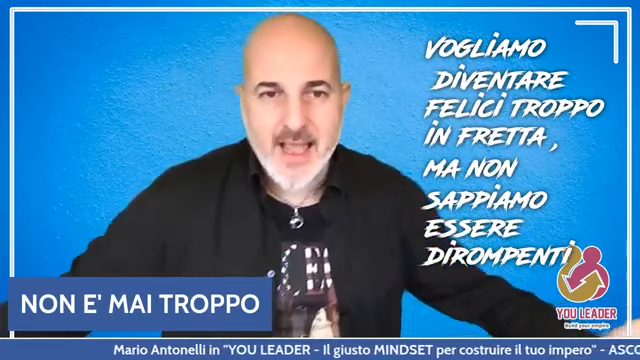 VOGLIAMO
DIVENTARE
FELICI TROPPO
IN FRETTA,
MA NON
SAPPIAMO
ESSERE
DIROMPENTI
NON E' MAI TROPPO
YOU LEADER
Build your empire
Mario Antonelli in "YOU LEADER - Il giusto MINDSET per costruire il tuo impero" - ASCO